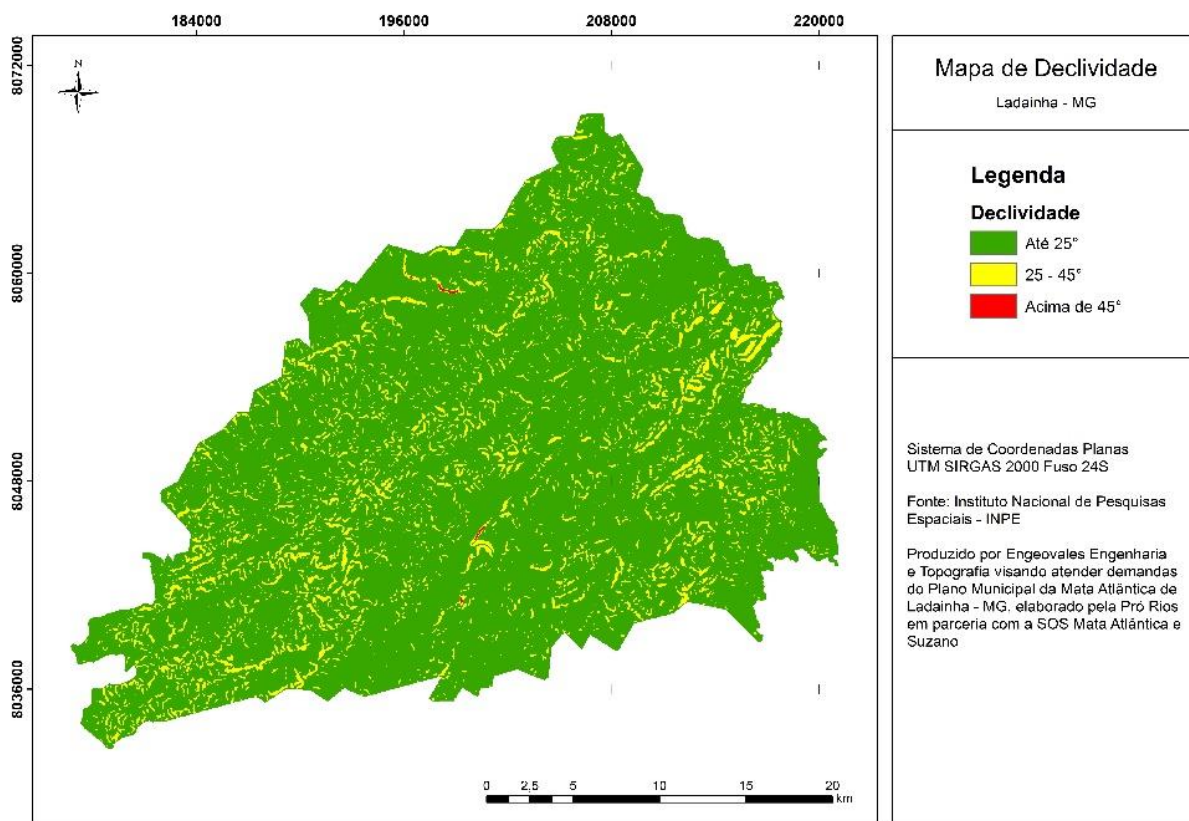 184000 196000 208000 220000
8072000
8060000
8048000
8036000
N
0 2,5 5 10 15 20
km
Mapa de Declividade
Ladainha - MG
Legenda
Declividade
Até 25°
25 - 45°
Acima de 45°
Sistema de Coordenadas Planas
UTM SIRGAS 2000 Fuso 24S
Fonte: Instituto Nacional de Pesquisas
Espaciais - INPE
Produzido por Engeovales Engenharia
e Topografia visando atender demandas
do Plano Municipal da Mata Atlântica de
Ladainha - MG, elaborado pela Pró Rios
em parceria com a SOS Mata Atlântica e
Suzano